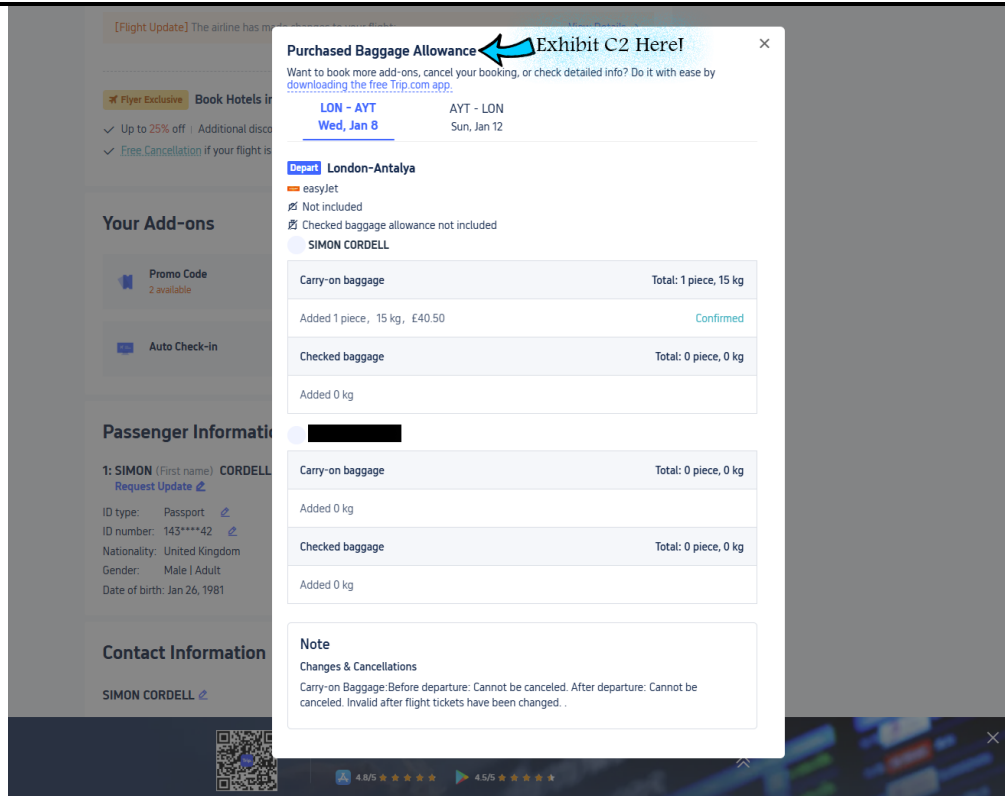 [Flight Update] The airline has made changes to your flight
View Details
Purchased Baggage Allowance
Exhibit C2 Here!
Want to book more add-ons, cancel your booking, or check detailed info? Do it with ease by
downloading the free Trip.com app.
LON - AYT
Wed, Jan 8
AYT - LON
Sun, Jan 12
Flyer Exclusive Book Hotels in
Up to 25% off | Additional disco
Free Cancellation if your flight is
Depart London-Antalya
easyJet
Not included
Checked baggage allowance not included
SIMON CORDELL
Carry-on baggage Total: 1 piece, 15 kg
Added 1 piece, 15 kg, £40.50 Confirmed
Checked baggage Total: 0 piece, 0 kg
Added 0 kg
Carry-on baggage Total: 0 piece, 0 kg
Added 0 kg
Checked baggage Total: 0 piece, 0 kg
Added 0 kg
Note
Changes & Cancellations
Carry-on Baggage:Before departure: Cannot be canceled. After departure: Cannot be
canceled. Invalid after flight tickets have been changed. .
Your Add-ons
Promo Code
2 available
Auto Check-in
Passenger Informatio
1: SIMON (First name) CORDELL
Request Update
ID type: Passport
ID number: 143****42
Nationality: United Kingdom
Gender: Male | Adult
Date of birth: Jan 26, 1981
Contact Information
SIMON CORDELL
4.8/5
4.5/5